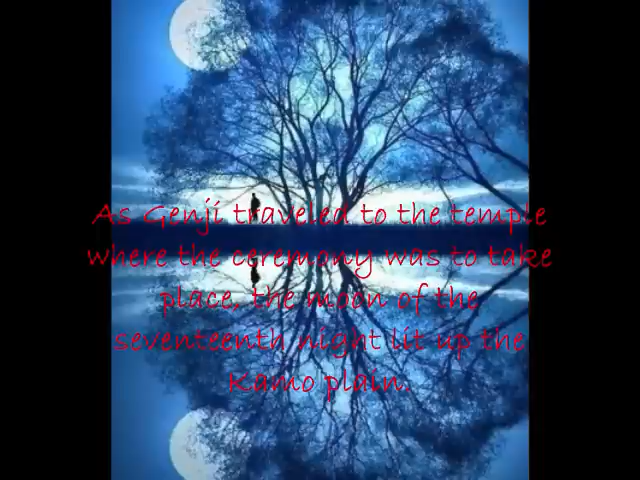 As Genji traveled to the temple
where the ceremony was to take
place, the moon of the
seventeenth night lit up the
Kamo plain.